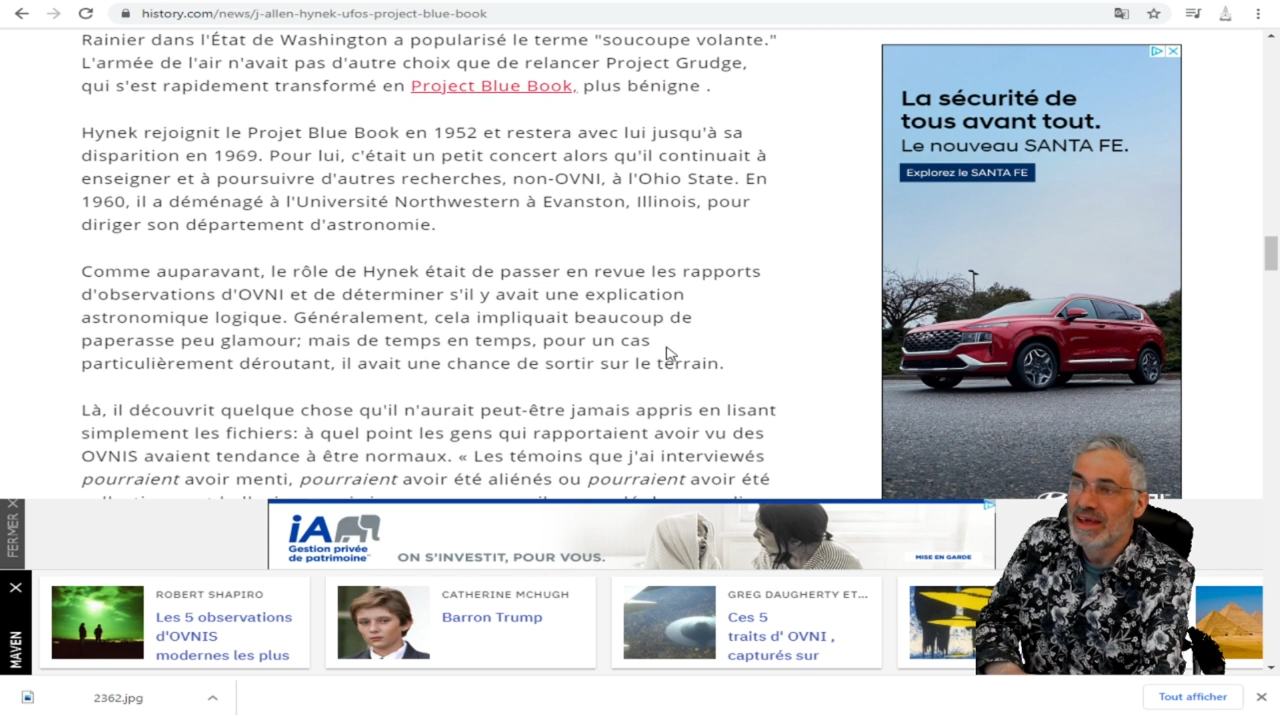 history.com/news/j-allen-hynek-ufos-project-blue-book
Rainier dans l'État de Washington a popularisé le terme "soucoupe volante."
L'armée de l'air n'avait pas d'autre choix que de relancer Project Grudge,
qui s'est rapidement transformé en Project Blue Book, plus bénigne .
Hynek rejoignit le Projet Blue Book en 1952 et restera avec lui jusqu'à sa
disparition en 1969. Pour lui, c'était un petit concert alors qu'il continuait à
enseigner et à poursuivre d'autres recherches, non-OVNI, à l'Ohio State. En
1960, il a déménagé à l'Université Northwestern à Evanston, Illinois, pour
diriger son département d'astronomie.
Comme auparavant, le rôle de Hynek était de passer en revue les rapports
d'observations d'OVNI et de déterminer s'il y avait une explication
astronomique logique. Généralement, cela impliquait beaucoup de
paperasse peu glamour; mais de temps en temps, pour un cas
particulièrement déroutant, il avait une chance de sortir sur le terrain.
Là, il découvrit quelque chose qu'il n'aurait peut-être jamais appris en lisant
simplement les fichiers: à quel point les gens qui rapportaient avoir vu des
OVNIS avaient tendance à être normaux. « Les témoins que j'ai interviewés
pourraient avoir menti, pourraient avoir été aliénés ou pourraient avoir été
La sécurité de
tous avant tout.
Le nouveau SANTA FE.
Explorez le SANTA FE
FERMER X
iA
Gestion privée
de patrimoine
ON S'INVESTIT, POUR VOUS.
MISE EN GARDE
MAVEN
ROBERT SHAPIRO
Les 5 observations
d'OVNIS
modernes les plus
CATHERINE MCHUGH
Barron Trump
GREG DAUGHERTY ET...
Ces 5
traits d' OVNI ,
capturés sur
2362.jpg
Tout afficher